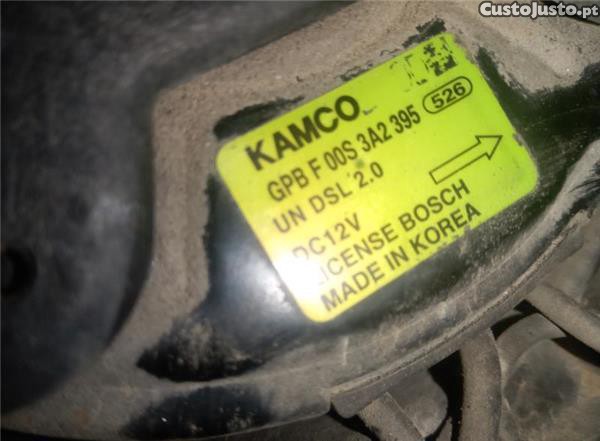 CustoJusto.pt
KAMCO
GPB F 00S 3A2 395 526
UN DSL 2.0
DC12V
LICENSE BOSCH
MADE IN KOREA